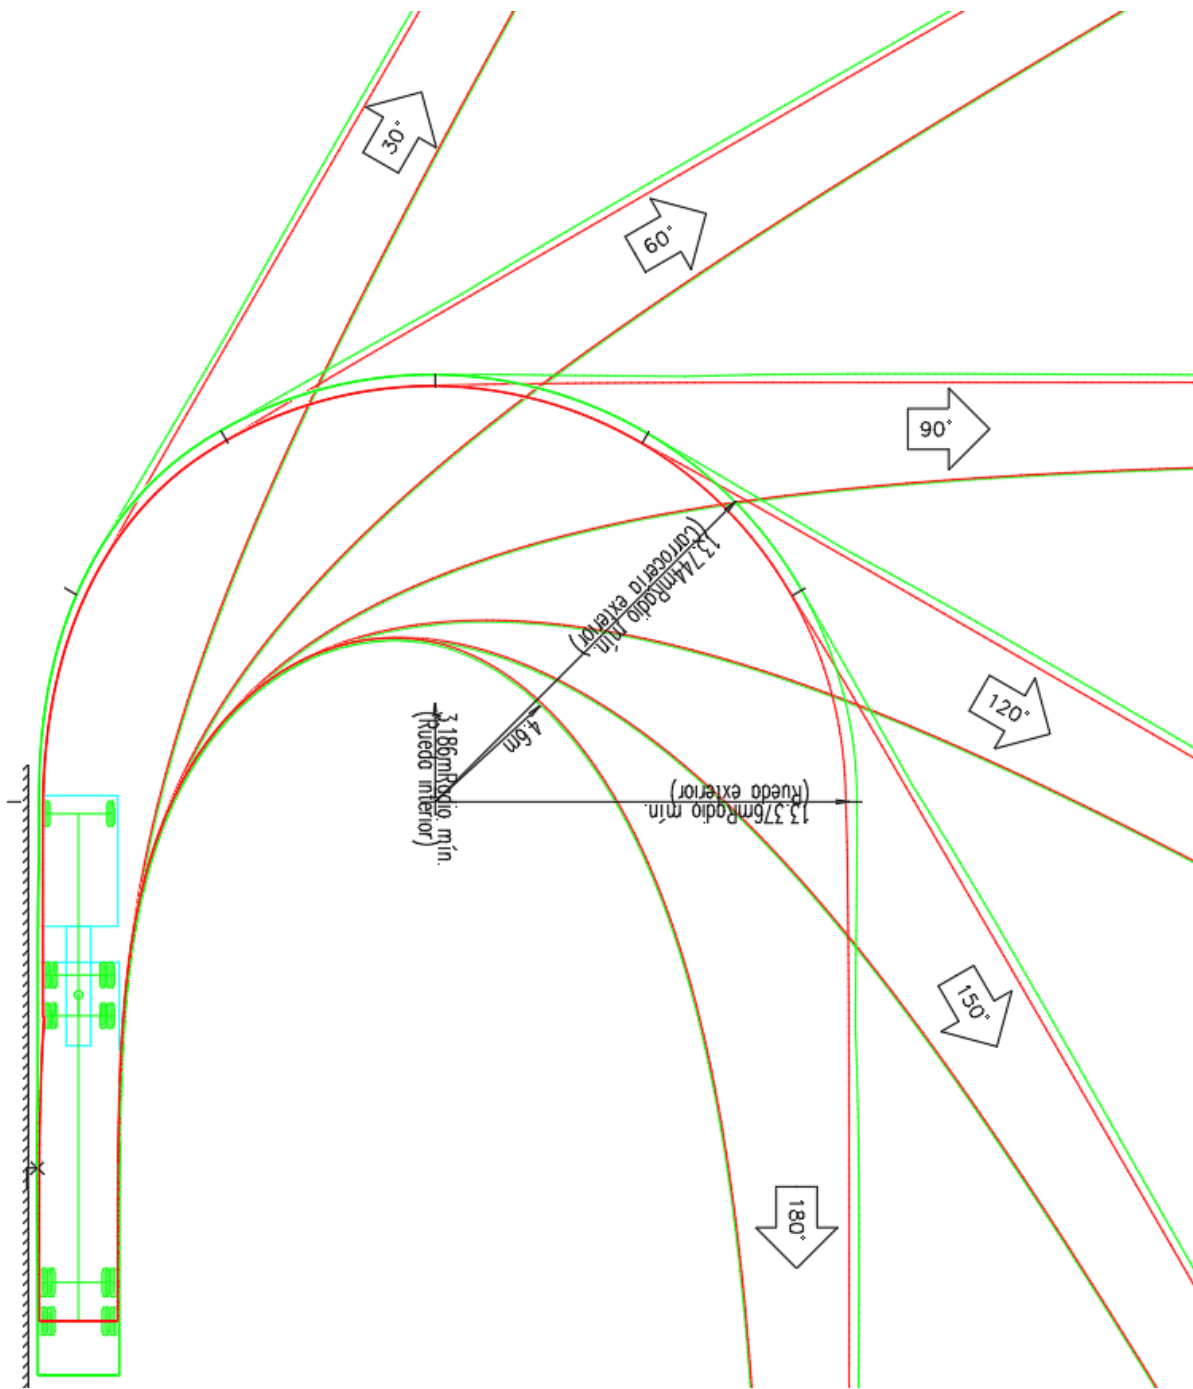 30°
60°
90°
13.744mRadio mín.
(Carrocería exterior)
4.6m
120°
3.186mRadio mín.
(Rueda interior)
13.376mRadio mín.
(Rueda exterior)
150°
180°